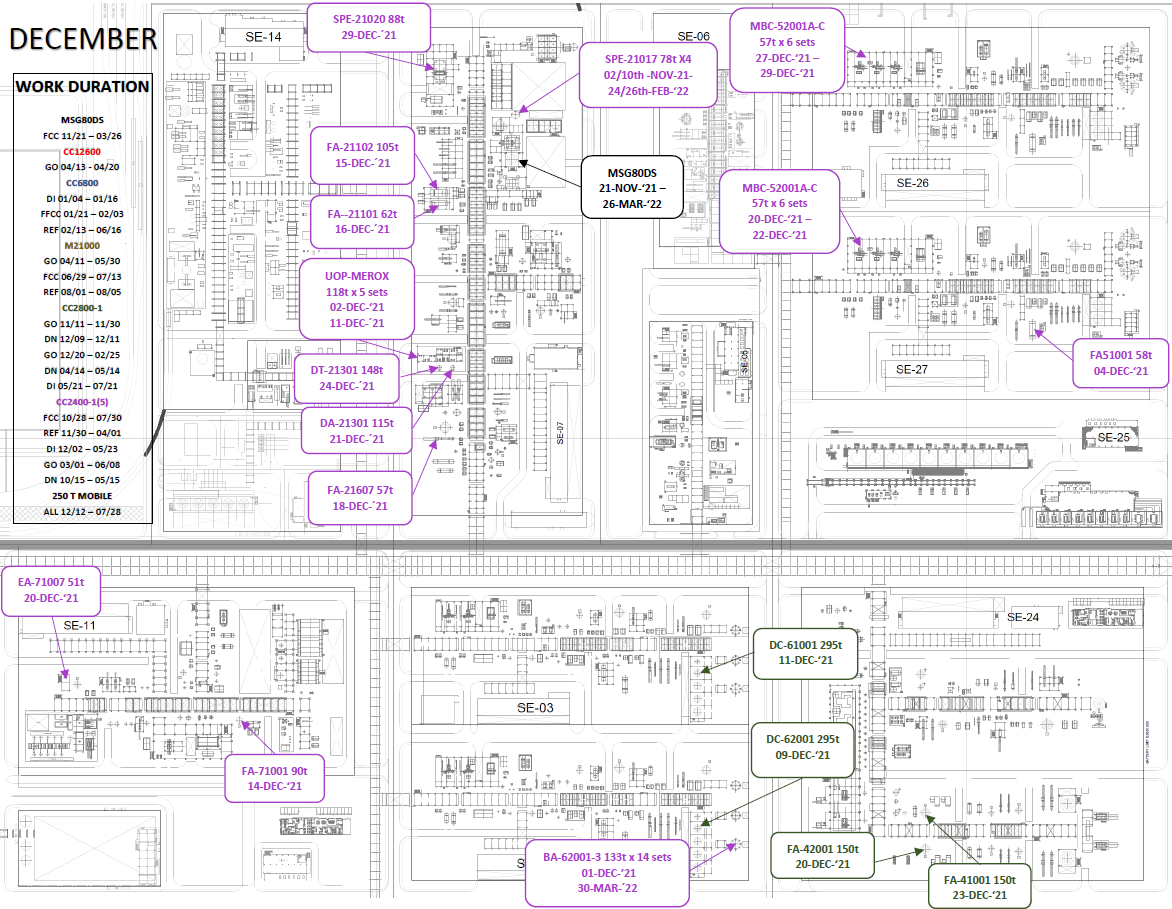 DECEMBER
WORK DURATION
MSG80DS
FCC 11/21 – 03/26
CC12600
GO 04/13 – 04/20
CC6800
DI 01/04 – 01/16
FFCC 01/21 – 02/03
REF 02/13 – 06/16
M21000
GO 04/11 – 05/30
FCC 06/29 – 07/13
REF 08/01 – 08/05
CC2800-1
GO 11/11 – 11/30
DN 12/09 – 12/11
GO 12/20 – 02/25
DN 04/14 – 05/14
DI 05/21 – 07/21
CC2400-1(5)
FCC 10/28 – 07/30
REF 11/30 – 04/01
DI 12/02 – 05/23
GO 03/01 – 06/08
DN 10/15 – 05/15
250 T MOBILE
ALL 12/12 – 07/28
SE-14
SPE-21020 88t
29-DEC-´21
SPE-21017 78t X4
02/10th -NOV-21-
24/26th-FEB-‘22
SE-06
MBC-52001A-C
57t x 6 sets
27-DEC-‘21 –
29-DEC-‘21
FA-21102 105t
15-DEC-´21
MSG80DS
21-NOV-‘21 –
26-MAR-‘22
FA--21101 62t
16-DEC-´21
MBC-52001A-C
57t x 6 sets
20-DEC-‘21 –
22-DEC-‘21
SE-26
UOP-MEROX
118t x 5 sets
02-DEC-‘21
11-DEC-´21
DT-21301 148t
24-DEC-´21
SE-05
SE-27
FA51001 58t
04-DEC-‘21
DA-21301 115t
21-DEC-´21
SE-07
SE-25
FA-21607 57t
18-DEC-´21
EA-71007 51t
20-DEC-‘21
SE-11
SE-24
DC-61001 295t
11-DEC-‘21
SE-03
DC-62001 295t
09-DEC-‘21
FA-71001 90t
14-DEC-‘21
BA-62001-3 133t x 14 sets
01-DEC-‘21
30-MAR-´22
FA-42001 150t
20-DEC-‘21
FA-41001 150t
23-DEC-‘21